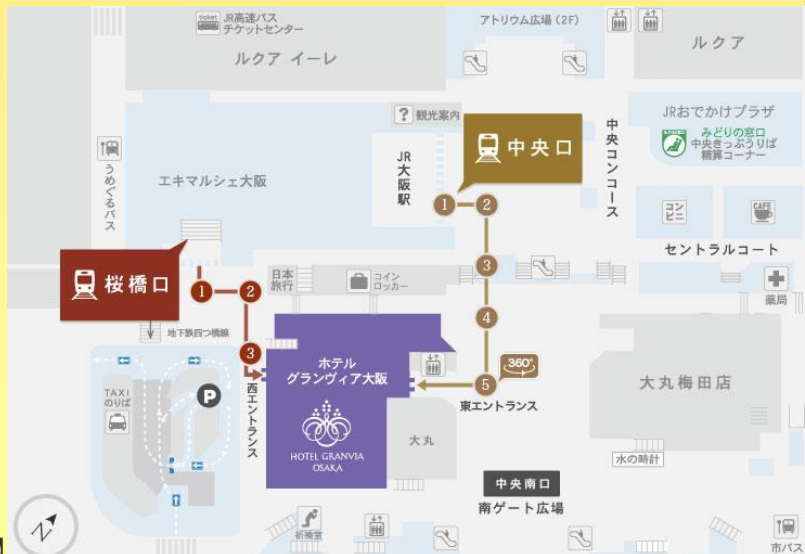 ticket
JR高速バス
チケットセンター
ルクア イーレ
アトリウム広場 (2F)
ルクア
? 観光案内
中央口
JR
大阪駅
中央コンコース
JRおでかけプラザ
みどりの窓口
中央きっぷうりば
精算コーナー
うめぐるバス
エキマルシェ大阪
1
2
コン
ビニ
CAFE
セントラルコート
桜橋口
1
2
日本
旅行
コイン
ロッカー
3
薬局
地下鉄四つ橋線
3
4
ホテル
グランヴィア大阪
360°
5
東エントランス
大丸梅田店
P
TAXI
のりば
西エントランス
HOTEL GRANVIA
OSAKA
大丸
水の時計
中央南口
南ゲート広場
Z
祈祷室
市バス